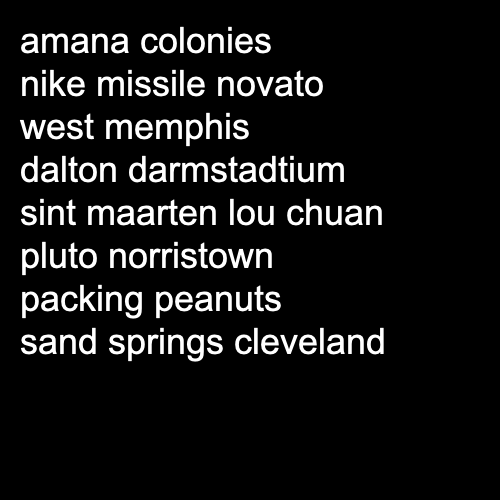 amana colonies
nike missile novato
west memphis
dalton darmstadtium
sint maarten lou chuan
pluto norristown
packing peanuts
sand springs cleveland